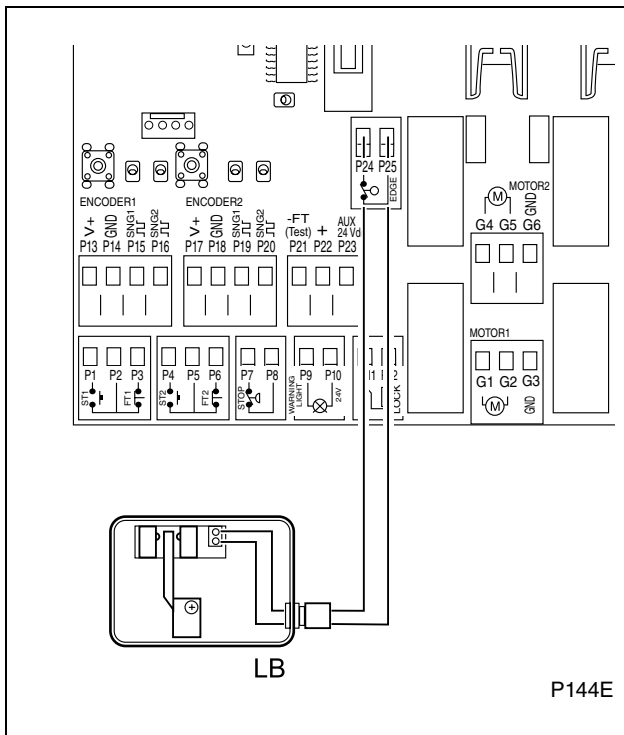 P24 P25
EDGE
ENCODER1
V+
GND
SNG1
SNG2
P13 P14 P15 P16
ENCODER2
V+
GND
SNG1
SNG2
P17 P18 P19 P20
-FT
(Test)
+
AUX
24 Vd
P21 P22 P23
MOTOR2
M
GND
G4 G5 G6
P1 P2 P3
ST1
FT1
P4 P5 P6
ST2
FT2
P7 P8
STOP
P9 P10
WARNING
LIGHT
24V
LOCK
MOTOR1
G1 G2 G3
M
GND
LB
P144E